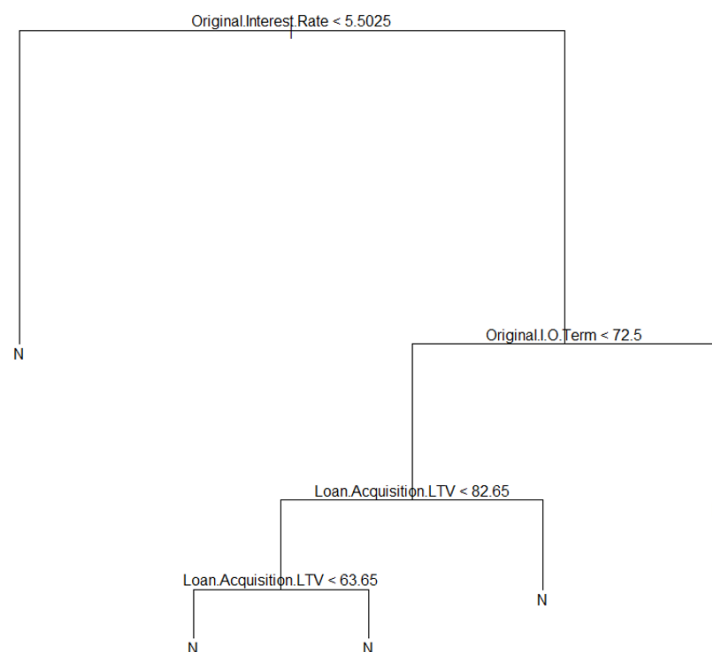 Original.Interest.Rate < 5.5025
N
Original.I.O.Term < 72.5
Loan.Acquisition.LTV < 82.65
Loan.Acquisition.LTV < 63.65
N
N
N